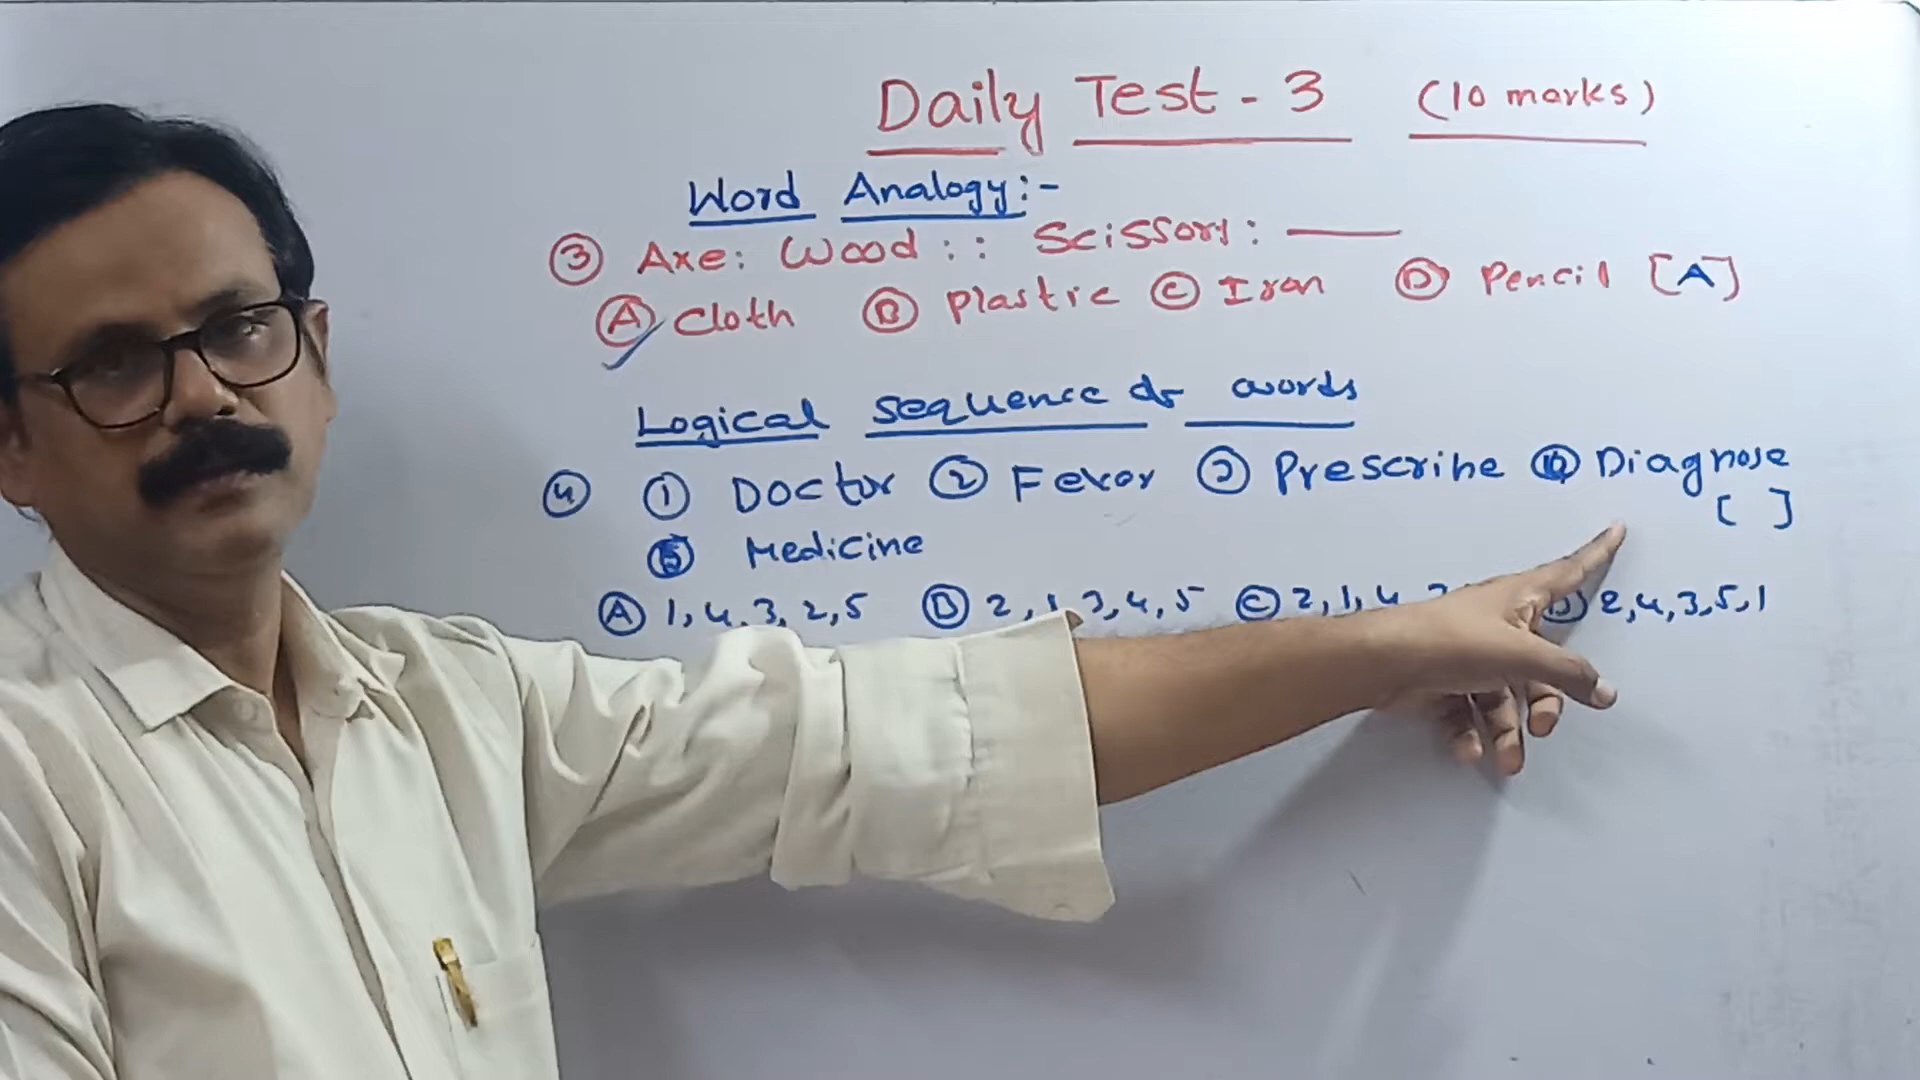 Daily Test - 3 (10 marks)
Word Analogy:-
③ Axe: Wood :: Scissors: ——
Ⓐ Cloth Ⓑ Plastic Ⓒ Iron Ⓓ Pencil [A]
Logical sequence of words
④ ① Doctor ② Fever ③ Prescribe ④ Diagnose
[ ]
⑤ Medicine
Ⓐ 1,4,3,2,5 Ⓑ 2,1,3,4,5 Ⓒ 2,1,4, Ⓓ 2,4,3,5,1